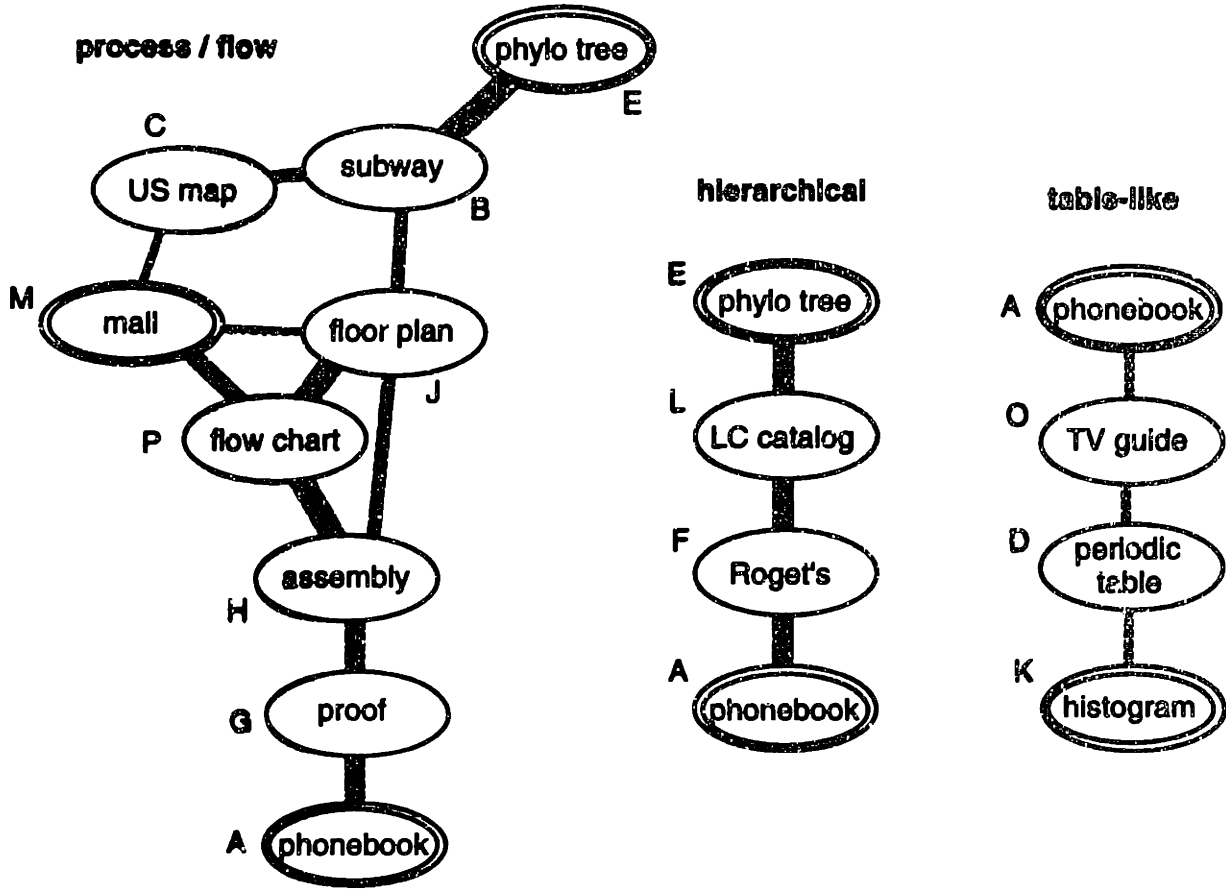 process / flow
phylo tree
E
C
subway
US map
B
M
mall
floor plan
J
P
flow chart
assembly
H
proof
G
A
phonebook
hierarchical
E
phylo tree
L
LC catalog
F
Roget's
A
phonebook
table-like
A
phonebook
O
TV guide
D
periodic
table
K
histogram